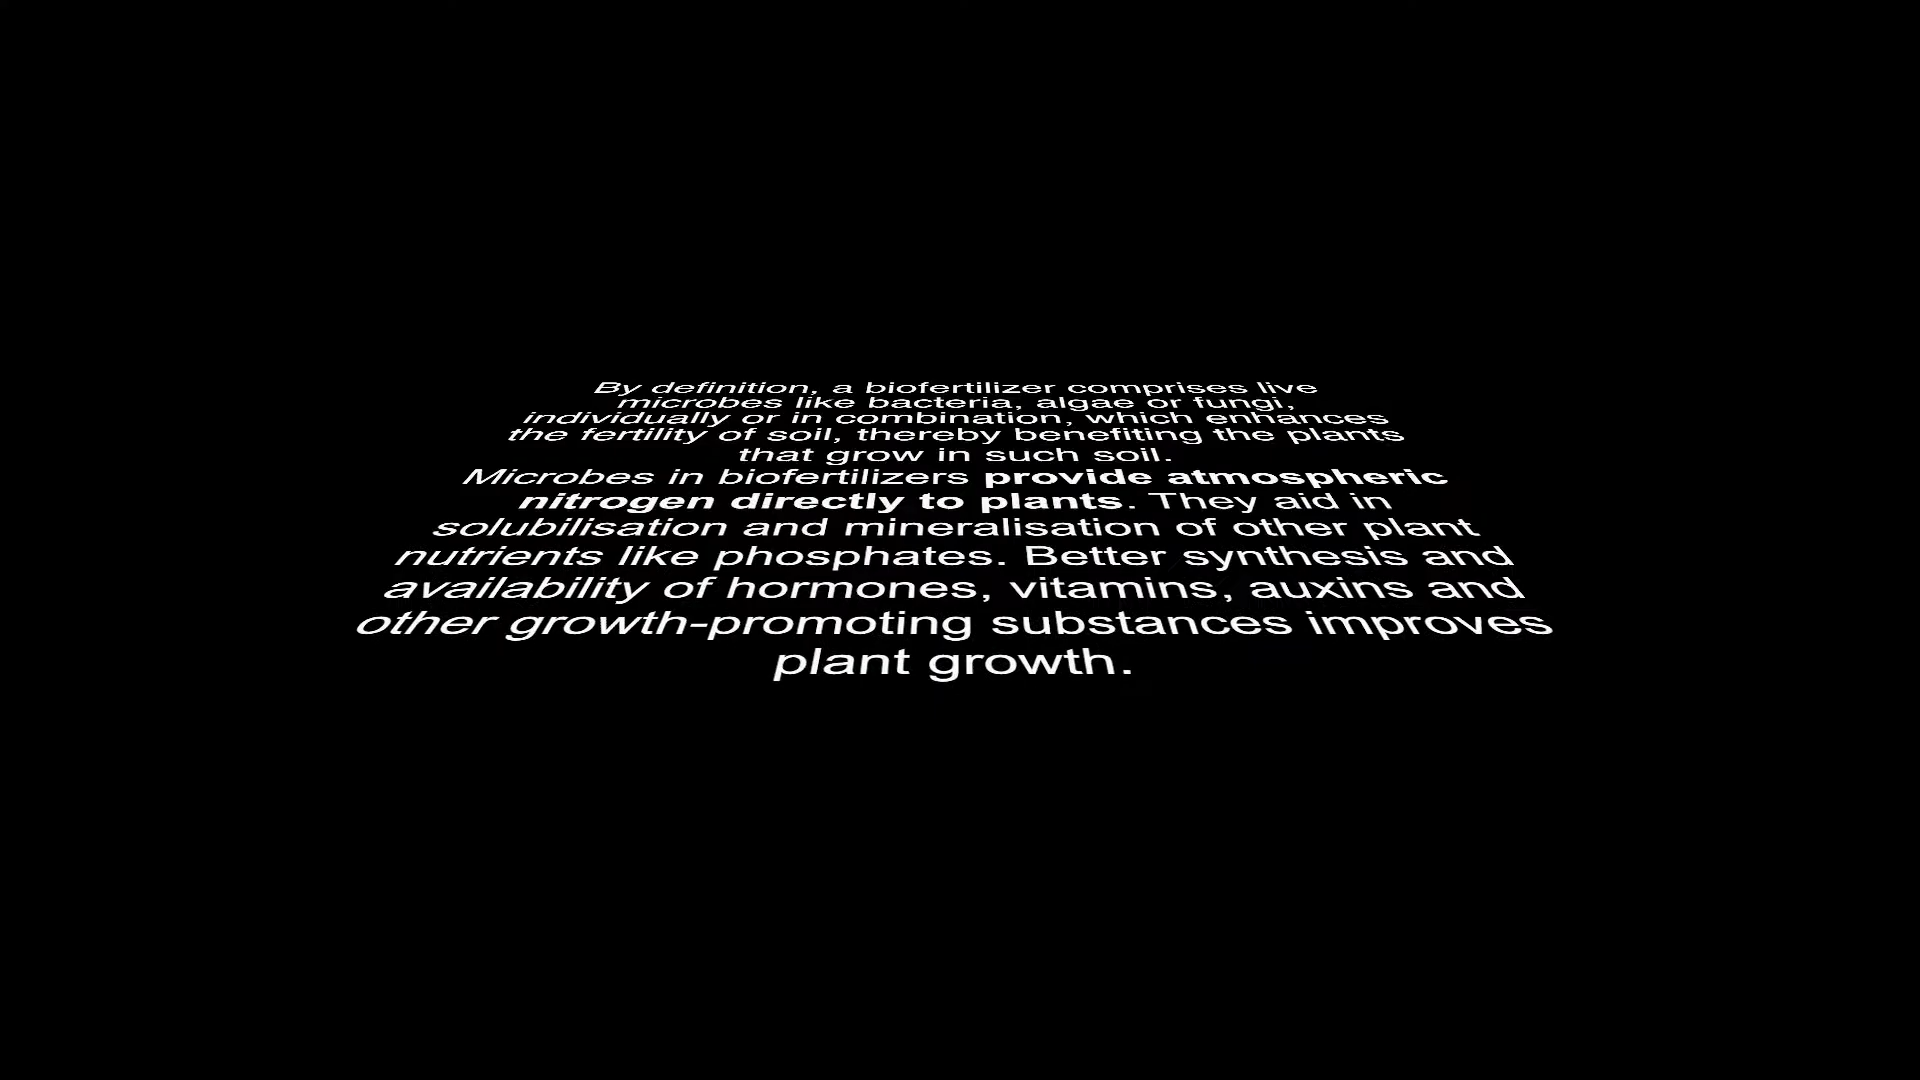 By definition, a biofertilizer comprises live
microbes like bacteria, algae or fungi,
individually or in combination, which enhances
the fertility of soil, thereby benefiting the plants
that grow in such soil.
Microbes in biofertilizers provide atmospheric
nitrogen directly to plants. They aid in
solubilisation and mineralisation of other plant
nutrients like phosphates. Better synthesis and
availability of hormones, vitamins, auxins and
other growth-promoting substances improves
plant growth.